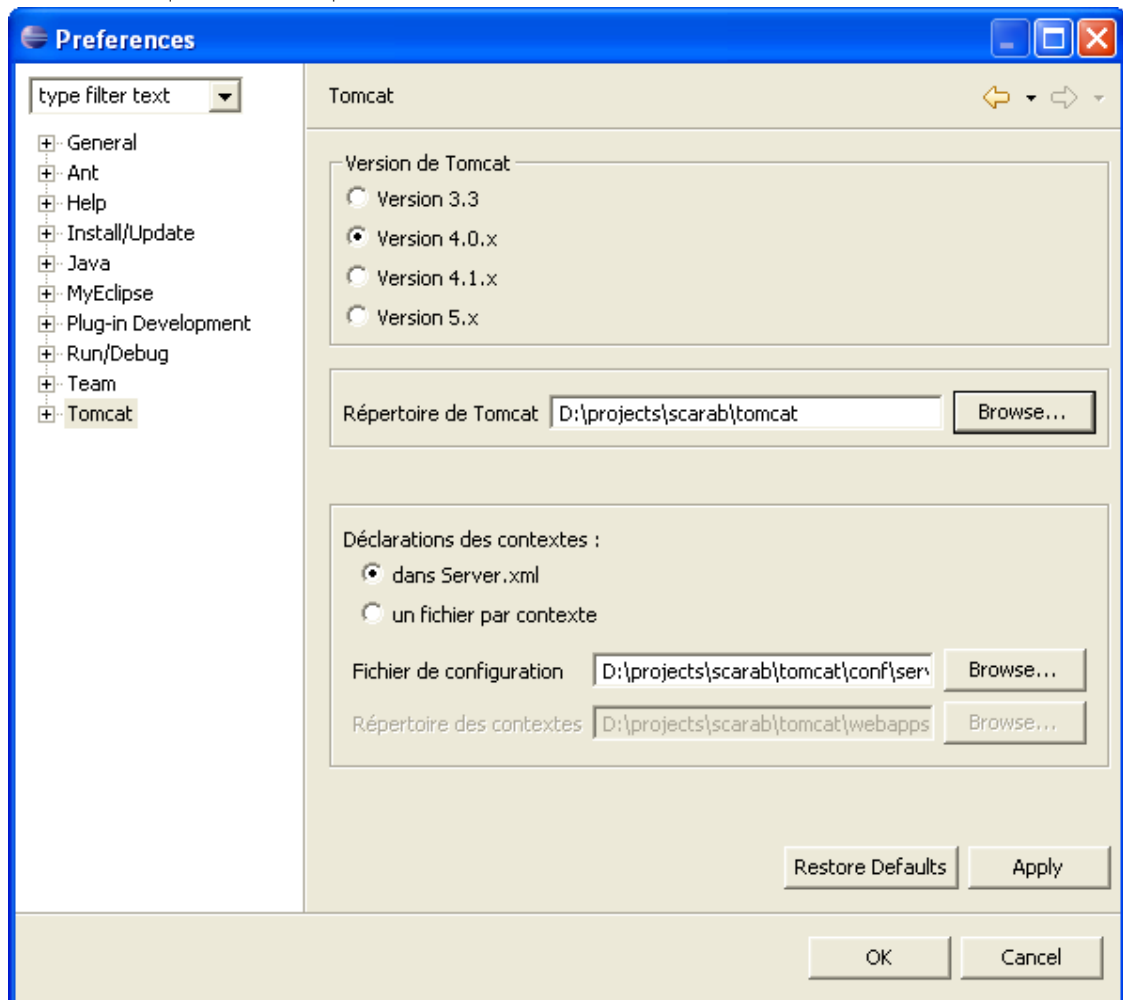 Preferences
type filter text
Tomcat
General
Ant
Help
Install/Update
Java
MyEclipse
Plug-in Development
Run/Debug
Team
Tomcat
Version de Tomcat
Version 3.3
Version 4.0.x
Version 4.1.x
Version 5.x
Répertoire de Tomcat D:\projects\scarab\tomcat Browse...
Déclarations des contextes :
dans Server.xml
un fichier par contexte
Fichier de configuration D:\projects\scarab\tomcat\conf\serv Browse...
Répertoire des contextes D:\projects\scarab\tomcat\webapps Browse...
Restore Defaults Apply
OK Cancel